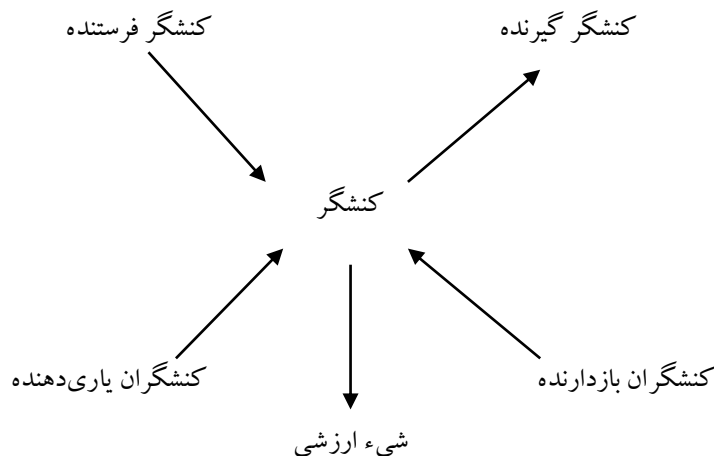 کنشگر گیرنده
کنشگر فرستنده
کنشگر
کنشگران بازدارنده
کنشگران یاری‌دهنده
شیء ارزشی